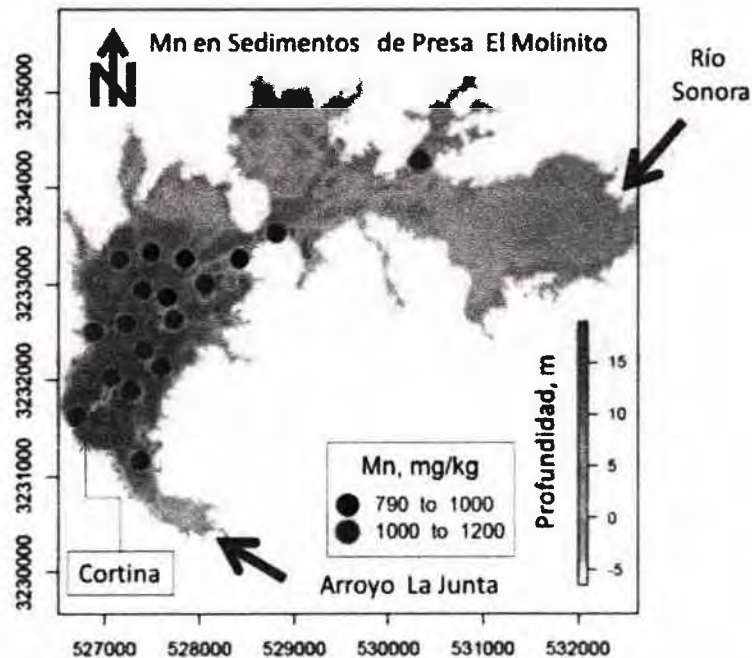 N
Mn en Sedimentos de Presa El Molinito
Río
Sonora
3235000
3234000
3233000
3232000
3231000
3230000
15
10
5
0
-5
Profundidad, m
Mn, mg/kg
790 to 1000
1000 to 1200
Cortina
Arroyo La Junta
527000 528000 529000 530000 531000 532000